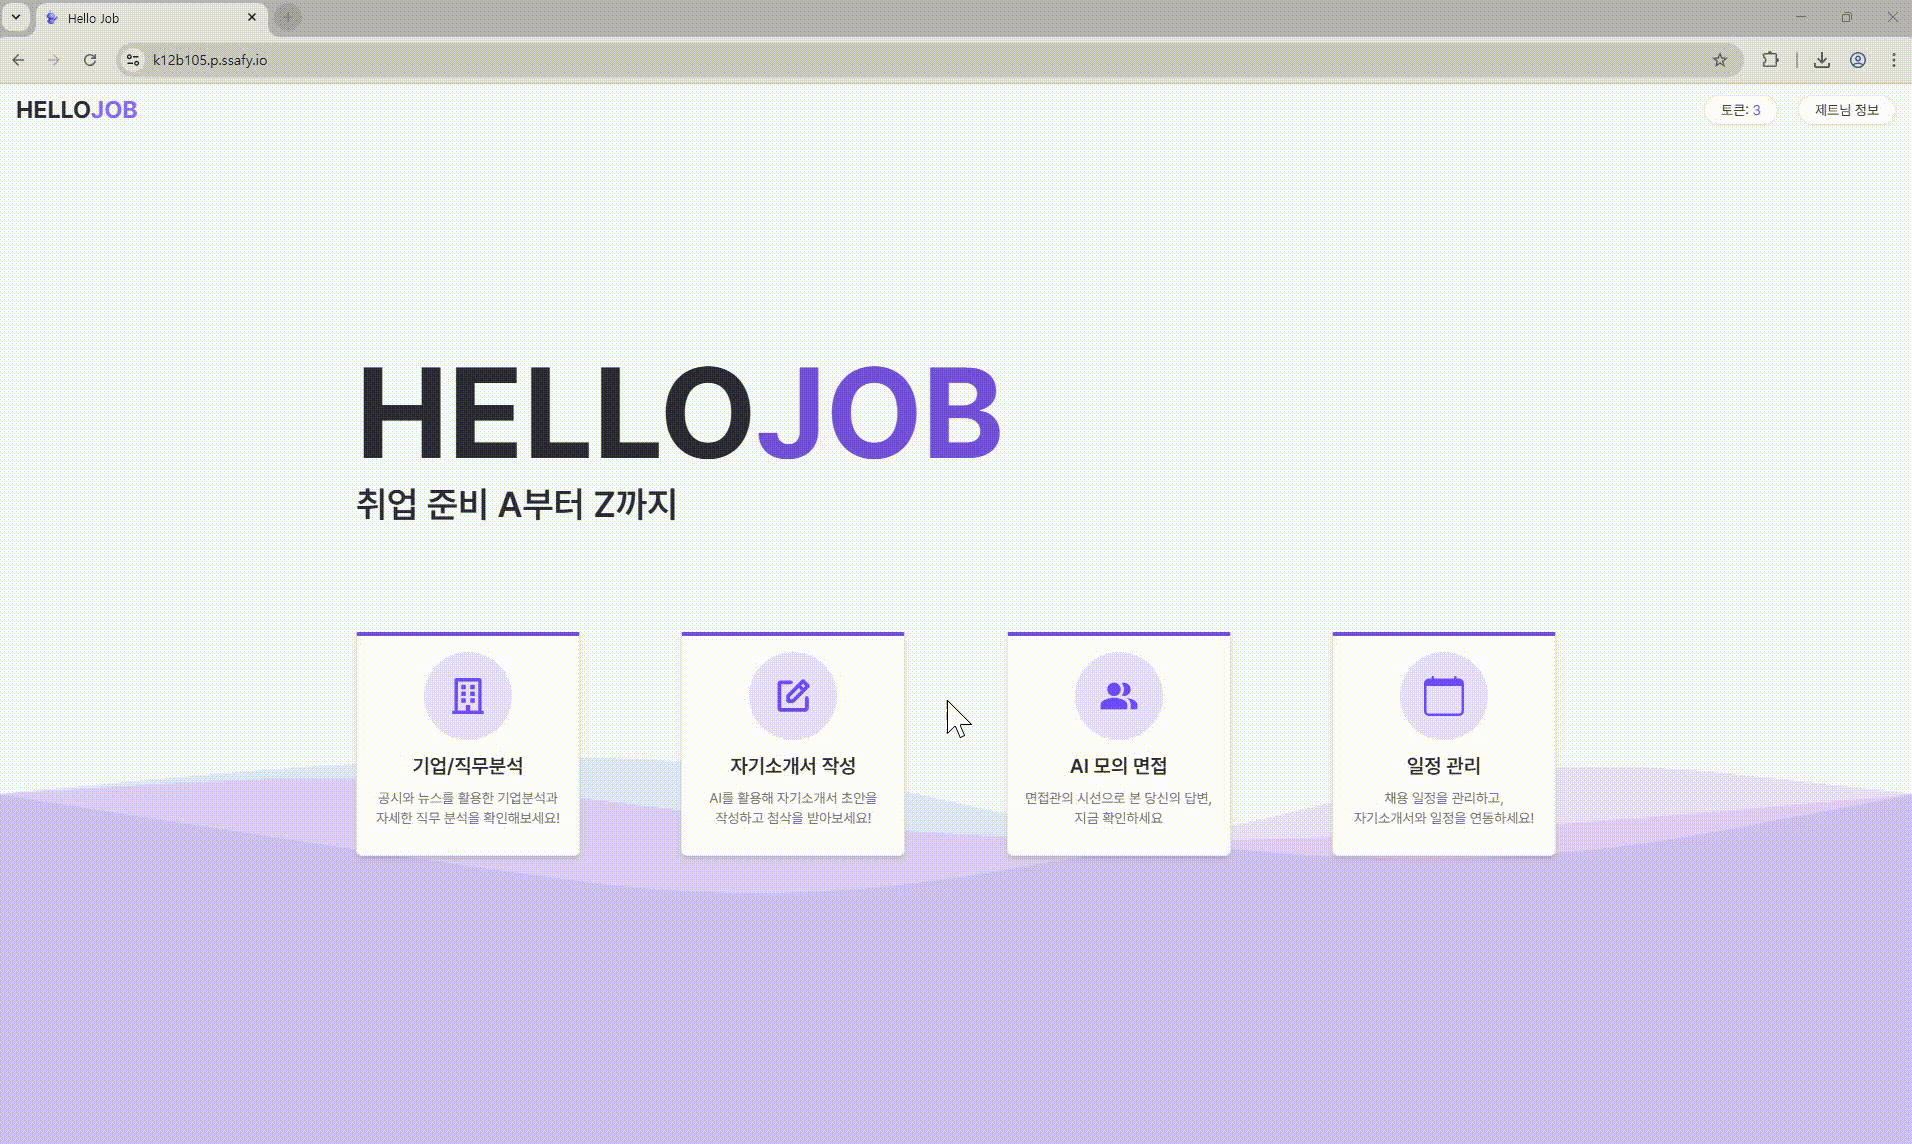 Hello Job
k12b105.p.ssafy.io
HELLOJOB
토큰: 3
제트님 정보
HELLOJOB
취업 준비 A부터 Z까지
기업/직무분석
공시와 뉴스를 활용한 기업분석과
자세한 직무 분석을 확인해보세요!
자기소개서 작성
AI를 활용해 자기소개서 초안을
작성하고 첨삭을 받아보세요!
AI 모의 면접
면접관의 시선으로 본 당신의 답변,
지금 확인하세요
일정 관리
채용 일정을 관리하고,
자기소개서와 일정을 연동하세요!